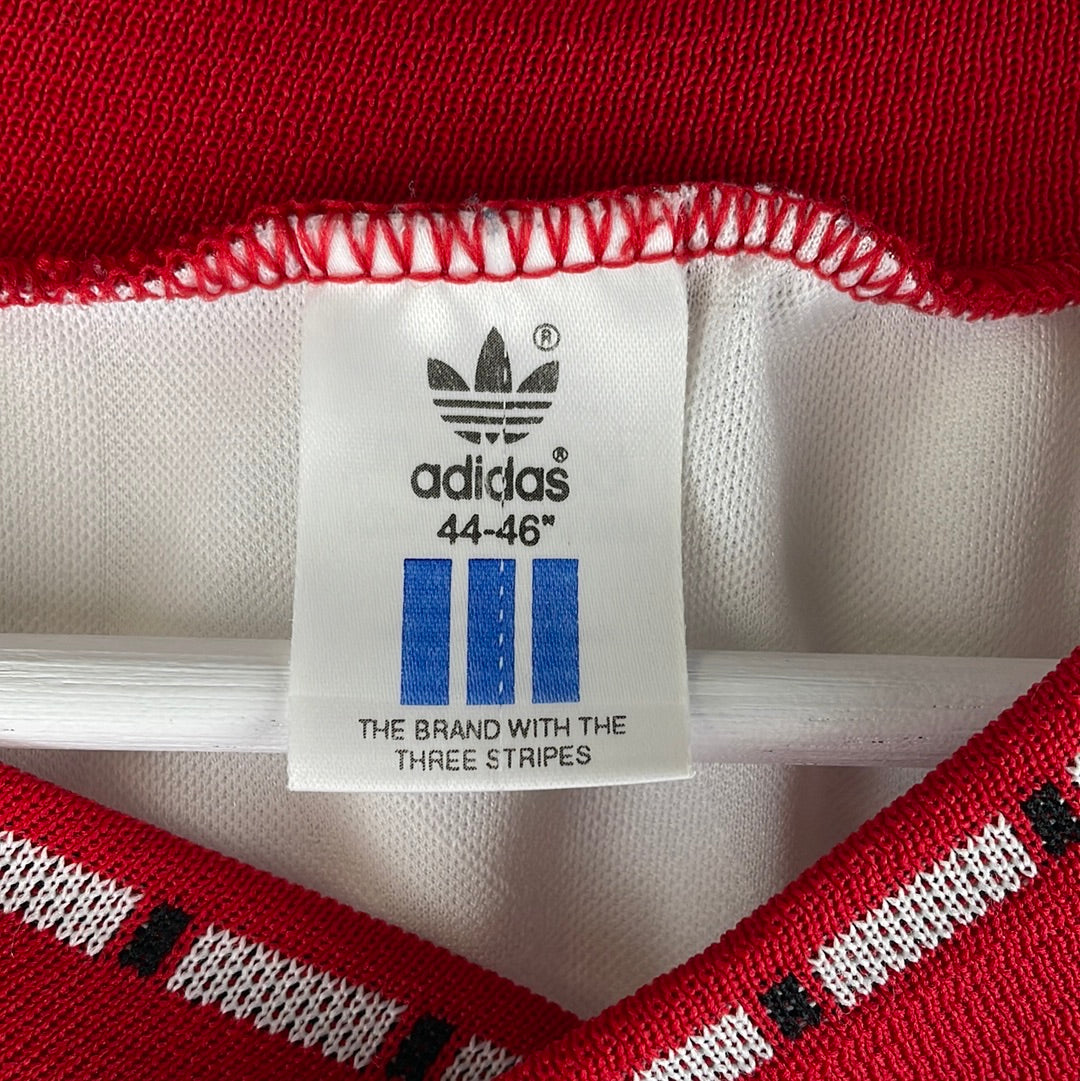 ®
adidas®
44-46"
THE BRAND WITH THE
THREE STRIPES